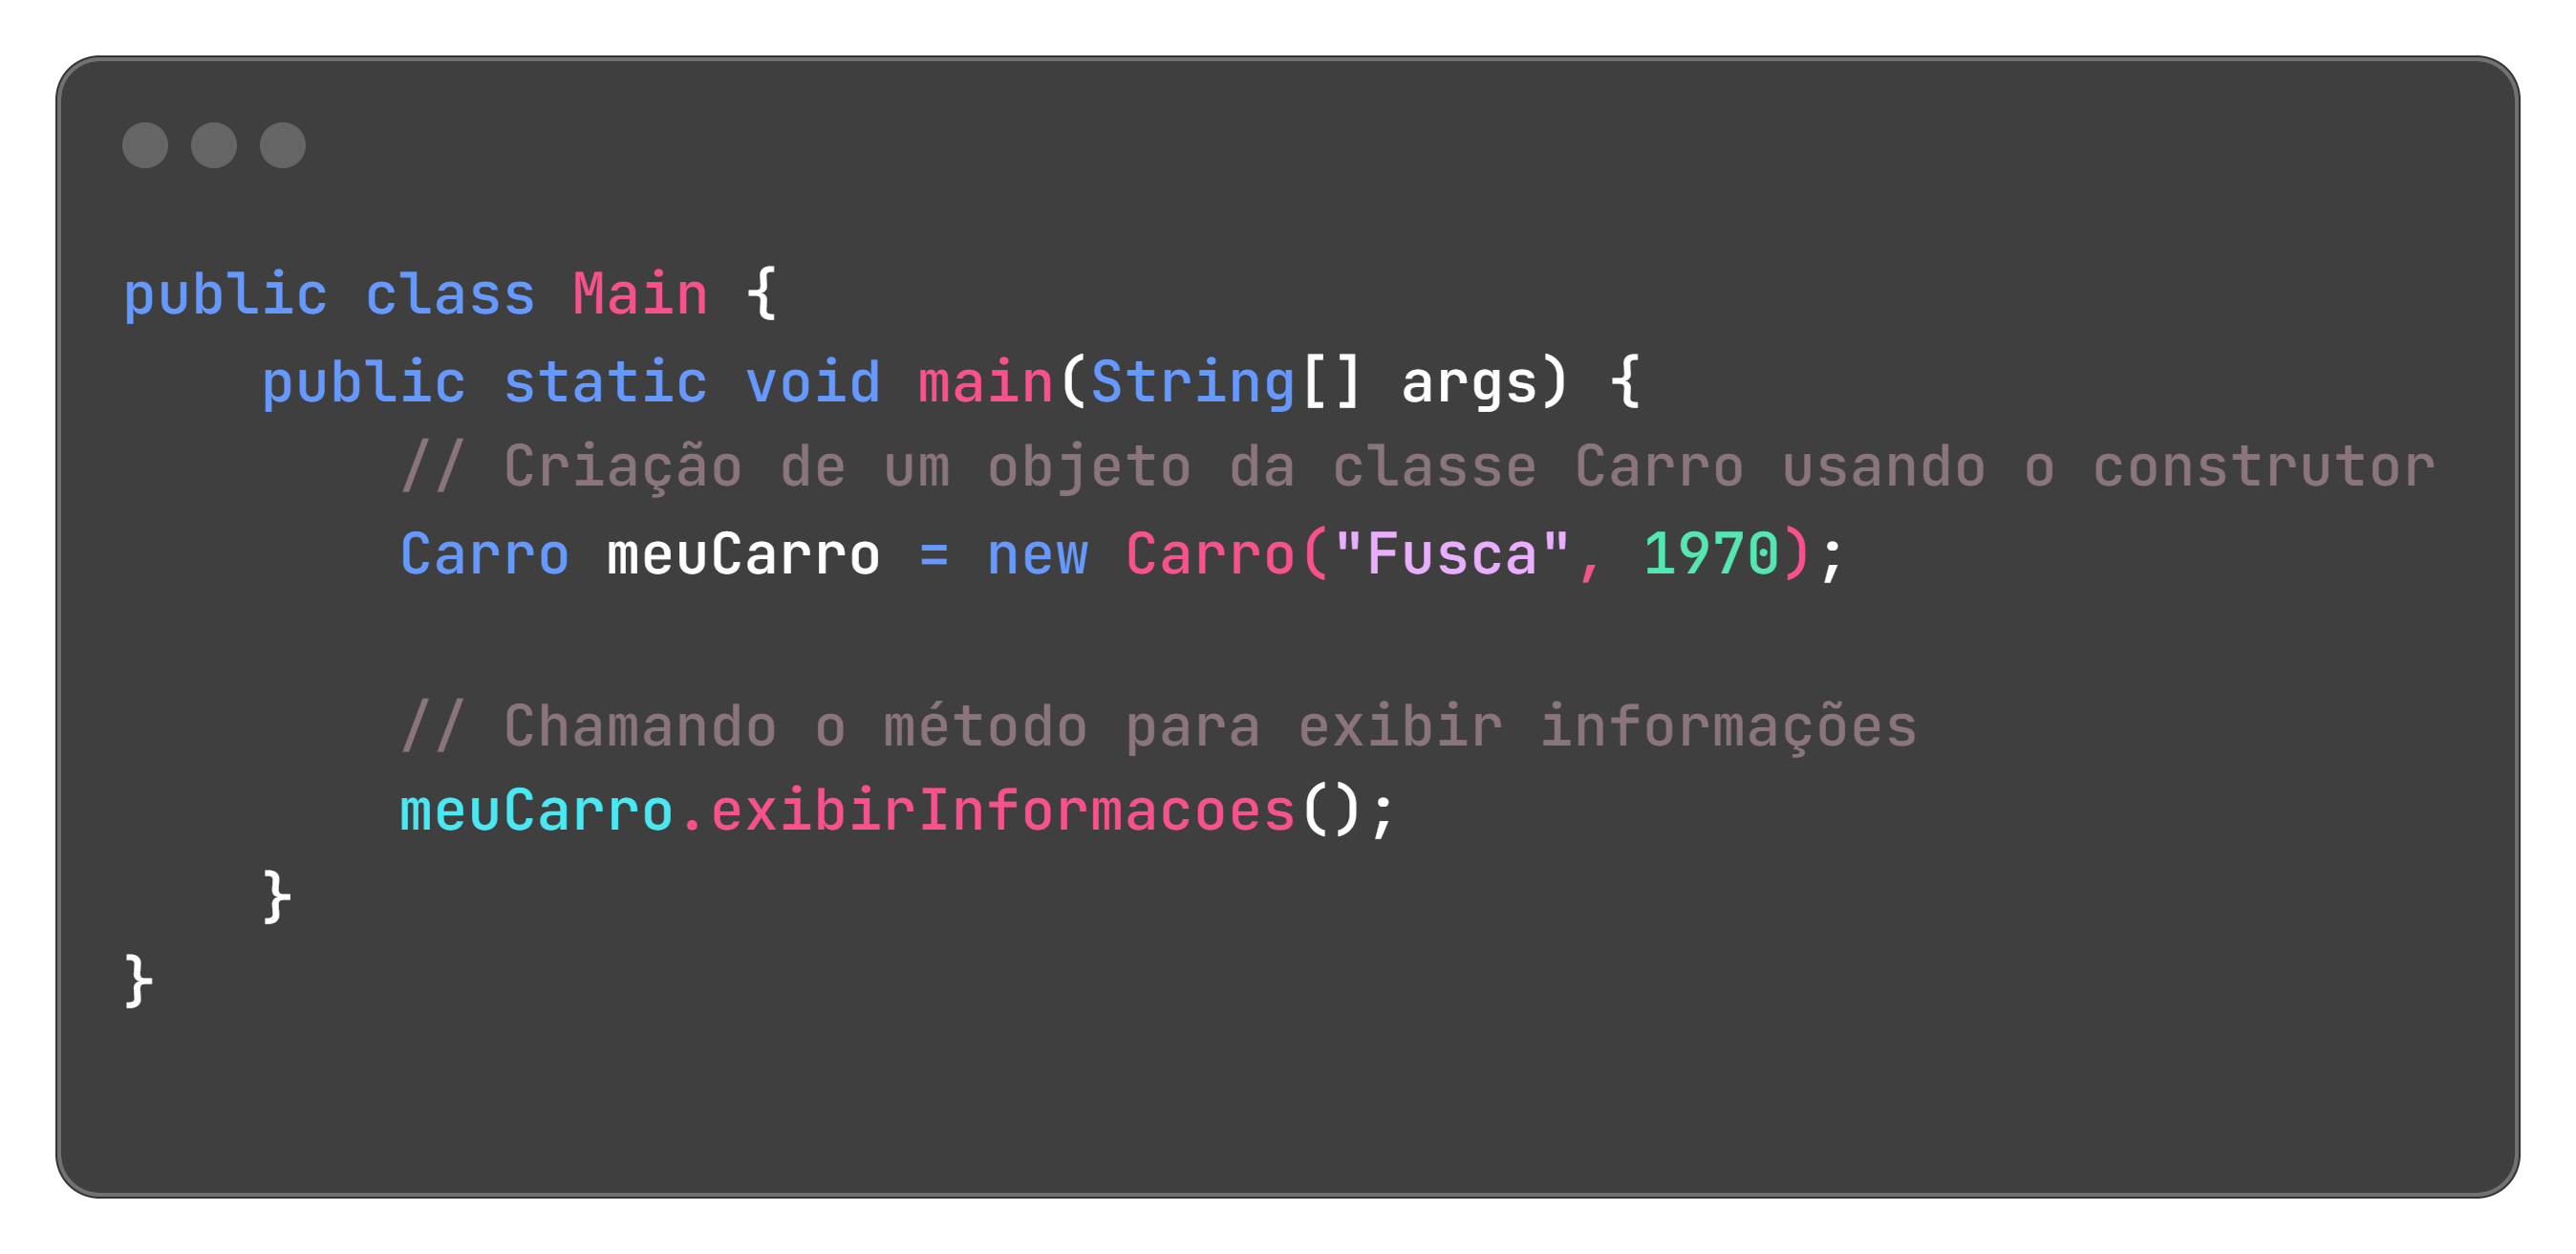 public class Main {
    public static void main(String[] args) {
        // Criação de um objeto da classe Carro usando o construtor
        Carro meuCarro = new Carro("Fusca", 1970);

        // Chamando o método para exibir informações
        meuCarro.exibirInformacoes();
    }
}